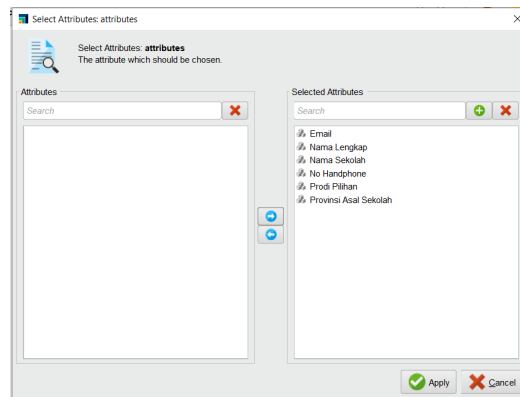 Select Attributes: attributes
Select Attributes: attributes
The attribute which should be chosen.
Attributes
Search
Selected Attributes
Search
Email
Nama Lengkap
Nama Sekolah
No Handphone
Prodi Pilihan
Provinsi Asal Sekolah
Apply
Cancel